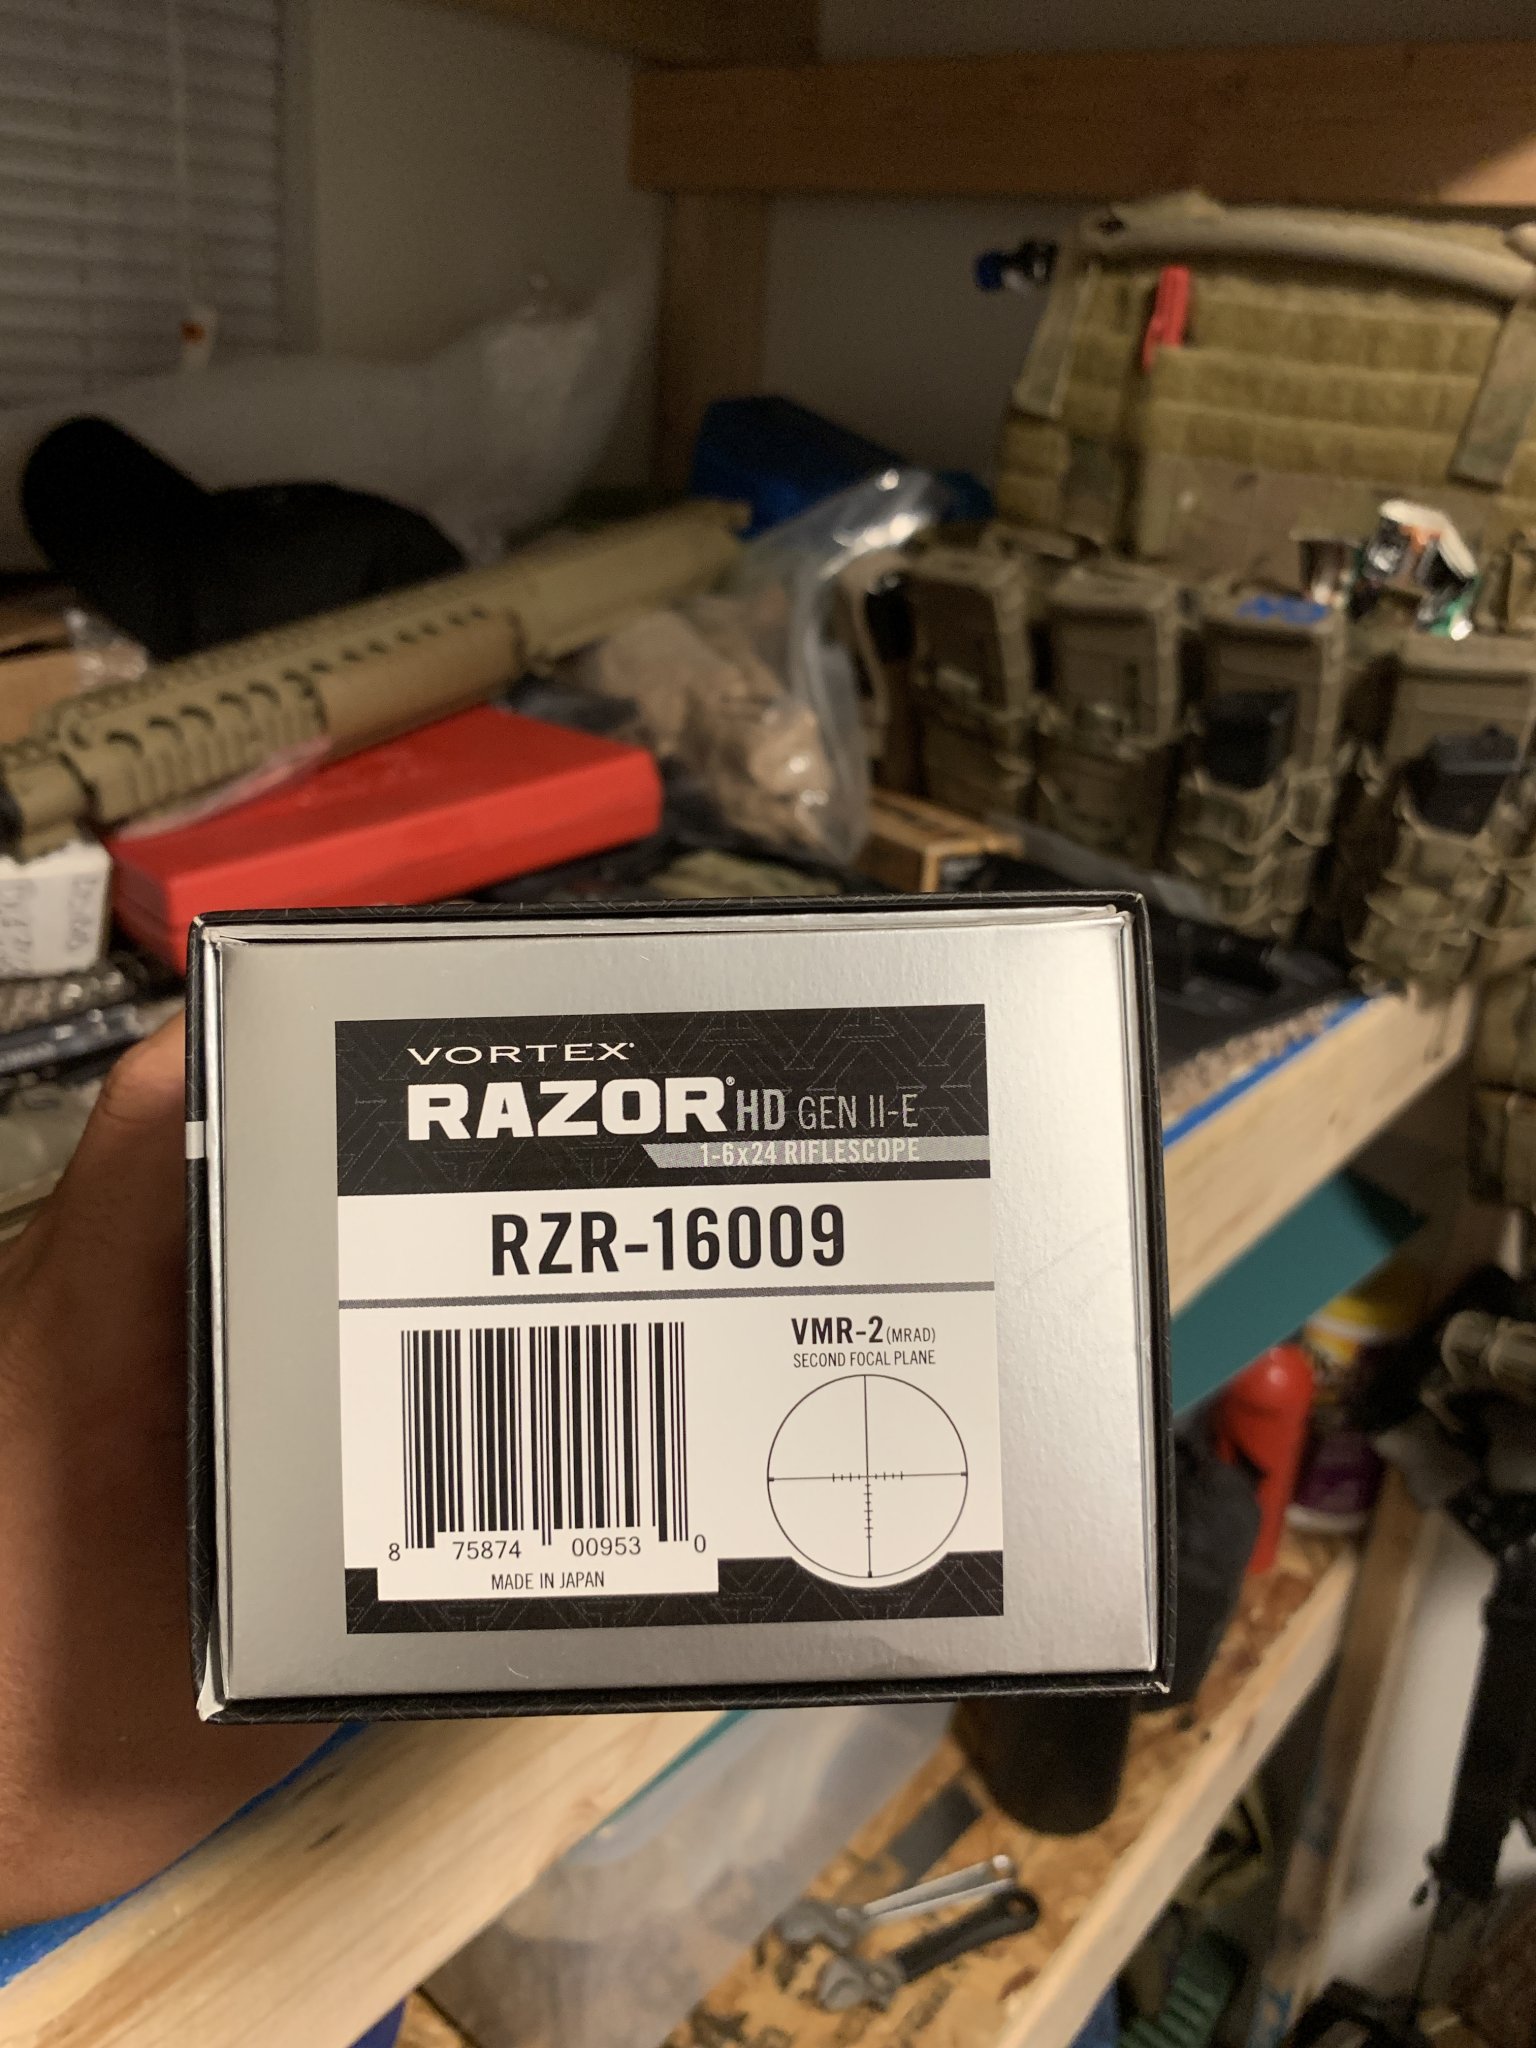 VORTEX®
RAZOR® HD GEN II-E
1-6x24 RIFLESCOPE
RZR-16009
VMR-2 (MRAD)
SECOND FOCAL PLANE
8 75874 00953 0
MADE IN JAPAN